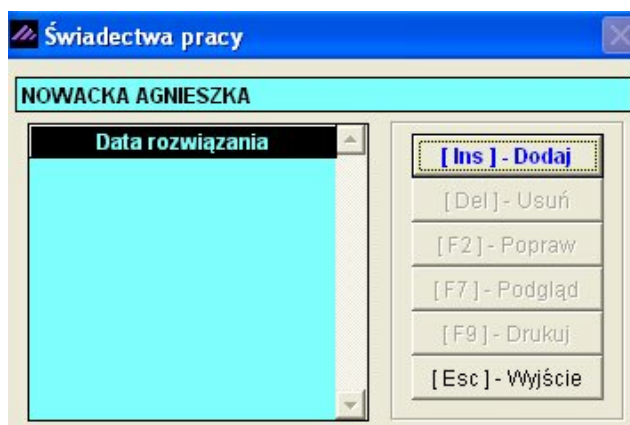 Świadectwa pracy
NOWACKA AGNIESZKA
Data rozwiązania
[ Ins ] - Dodaj
[ Del ] - Usuń
[ F2 ] - Popraw
[ F7 ] - Podgląd
[ F9 ] - Drukuj
[ Esc ] - Wyjście